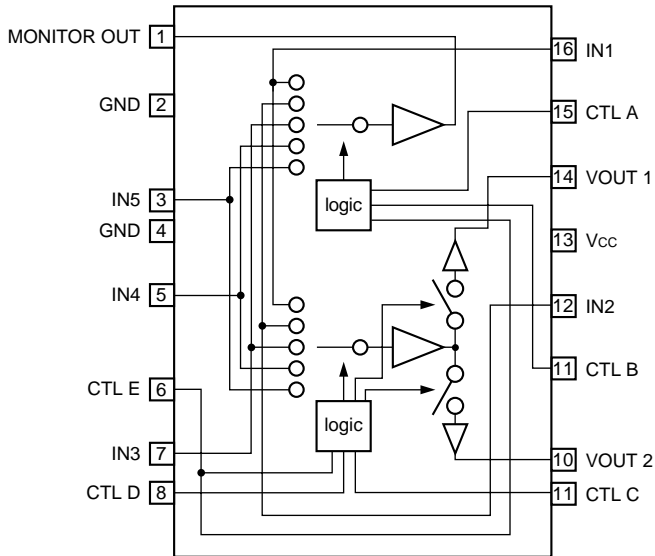 MONITOR OUT 1
16 IN1
GND 2
15 CTL A
14 VOUT 1
logic
IN5 3
GND 4
13 VCC
IN4 5
12 IN2
CTL E 6
11 CTL B
logic
IN3 7
10 VOUT 2
CTL D 8
11 CTL C